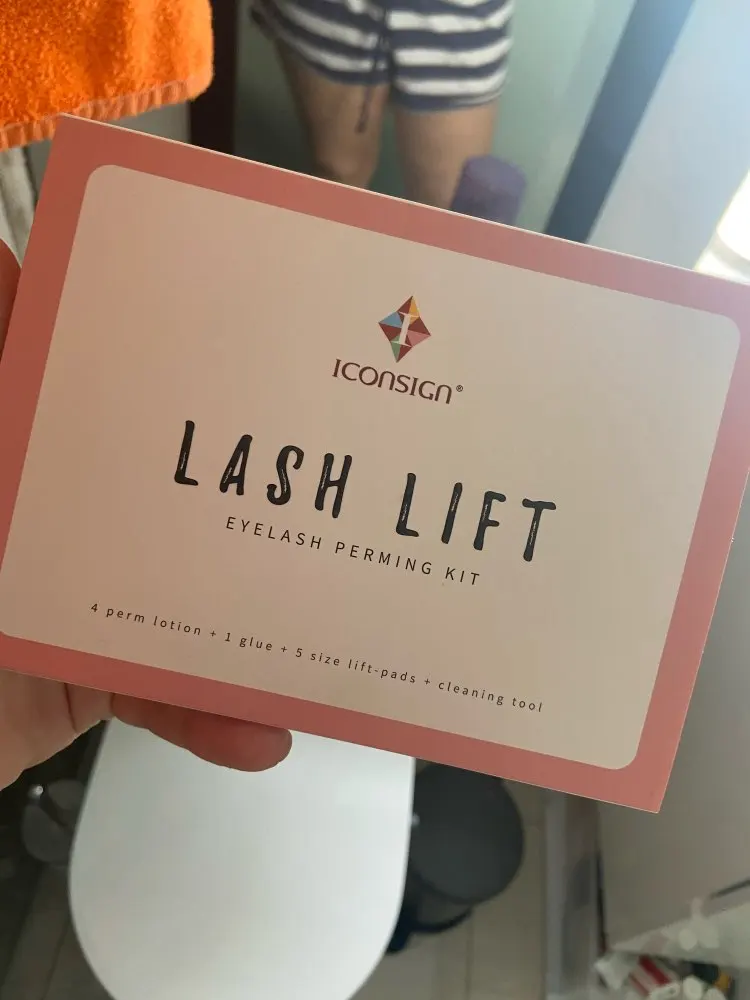 ICONSIGN®
LASH LIFT
EYELASH PERMING KIT
4 perm lotion + 1 glue + 5 size lift-pads + cleaning tool